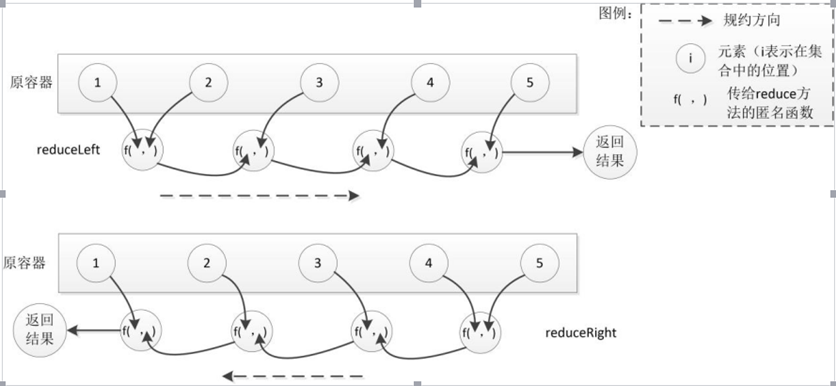 图例：
规约方向
i
元素（i表示在集
合中的位置）
f( , )
传给reduce方
法的匿名函数
原容器
1 2 3 4 5
reduceLeft
f( , ) f( , ) f( , ) f( , )
返回
结果
原容器
1 2 3 4 5
返回
结果
f( , ) f( , ) f( , ) f( , )
reduceRight